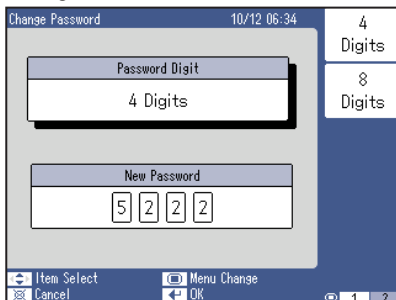 Change Password 10/12 06:34
4
Digits
8
Digits
Password Digit
4 Digits
New Password
5 2 2 2
Item Select Menu Change
Cancel OK
1 2